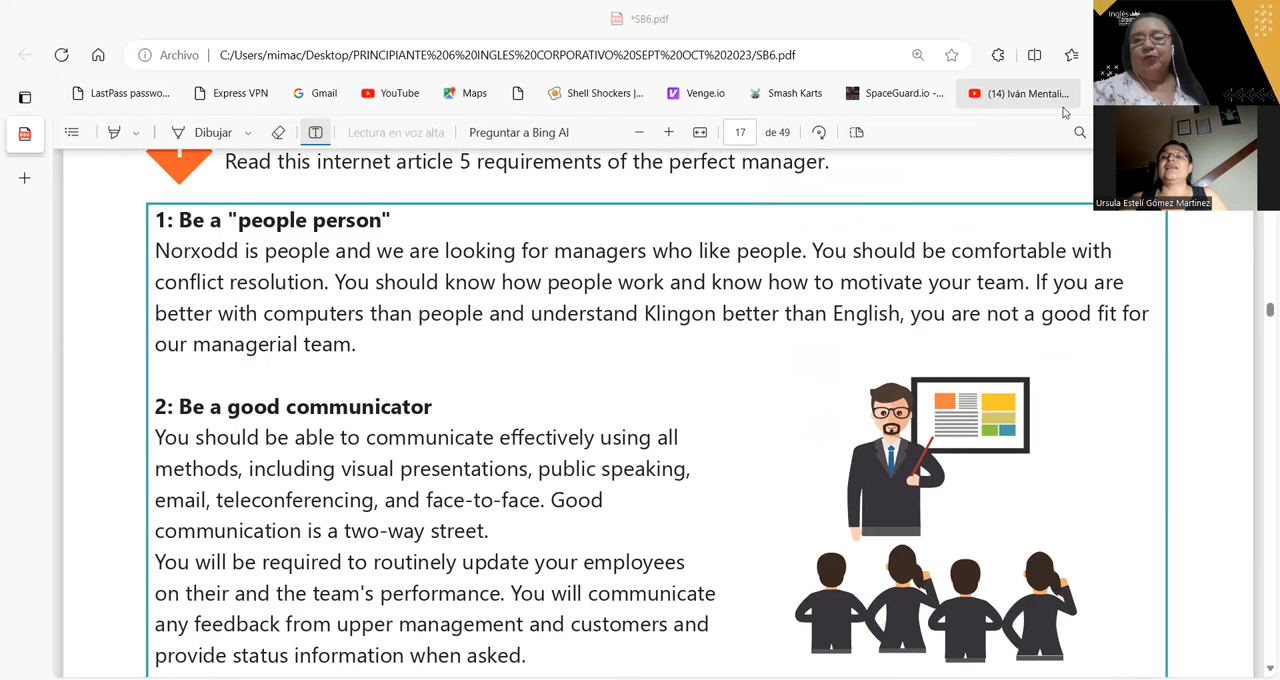 *SB6.pdf
Archivo C:/Users/mimac/Desktop/PRINCIPIANTE%206%20INGLES%20CORPORATIVO%20SEPT%20OCT%202023/SB6.pdf
LastPass passwo... Express VPN Gmail YouTube Maps Shell Shockers |... Venge.io Smash Karts SpaceGuard.io -... (14) Iván Mentali...
Dibujar Lectura en voz alta Preguntar a Bing AI 17 de 49
Inglés
Ursula Estelí Gómez Martinez
Read this internet article 5 requirements of the perfect manager.
1: Be a "people person"
Norxodd is people and we are looking for managers who like people. You should be comfortable with
conflict resolution. You should know how people work and know how to motivate your team. If you are
better with computers than people and understand Klingon better than English, you are not a good fit for
our managerial team.
2: Be a good communicator
You should be able to communicate effectively using all
methods, including visual presentations, public speaking,
email, teleconferencing, and face-to-face. Good
communication is a two-way street.
You will be required to routinely update your employees
on their and the team's performance. You will communicate
any feedback from upper management and customers and
provide status information when asked.